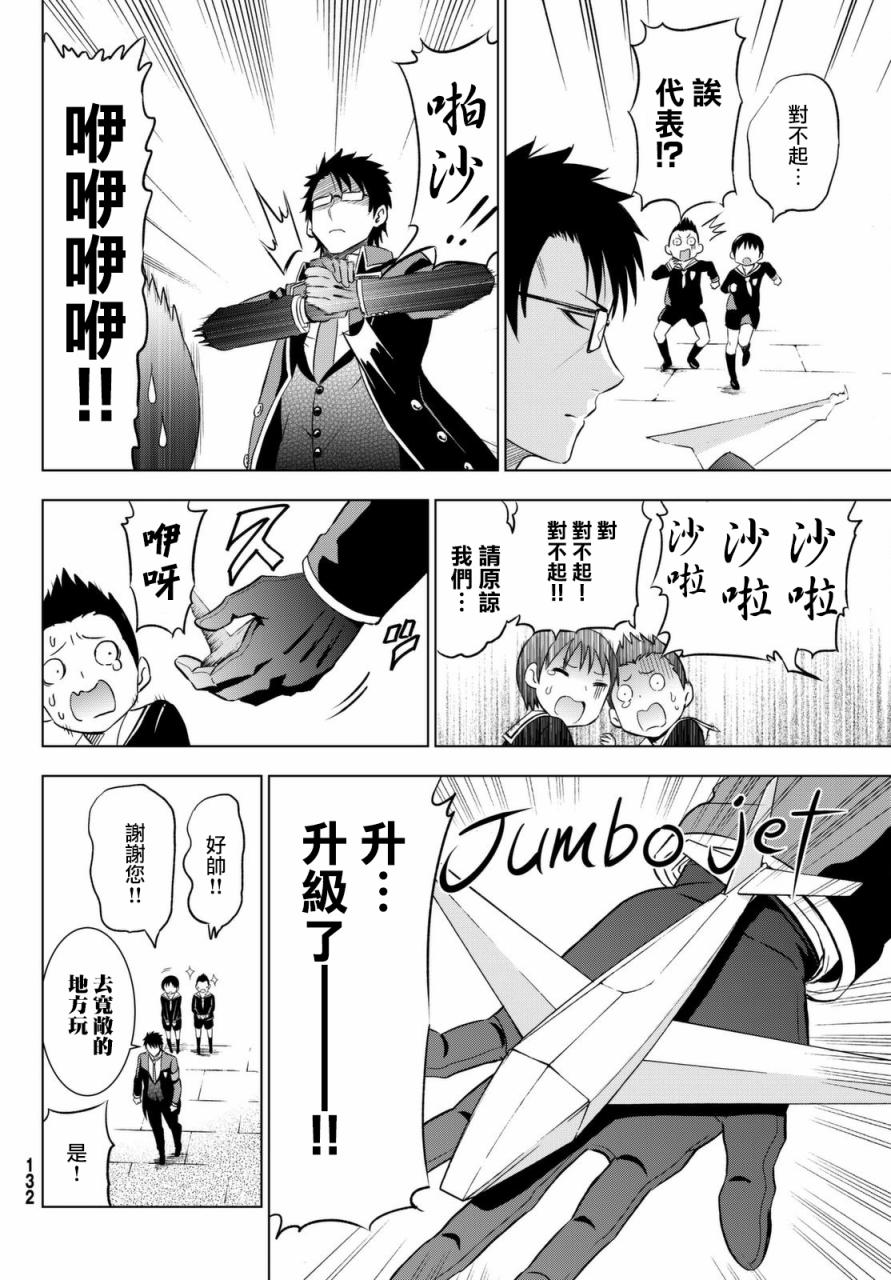 對不起…
誒
代表!?
啪沙!!
咿咿咿咿!!
沙啦
沙啦
沙啦
對
對不起!
對不起!!
請原諒
我們…
ズズ
咿呀
Jumbo jet
升…
升級了——!!
好帥!!
謝謝您!!
去寬敞的
地方玩
是!
132